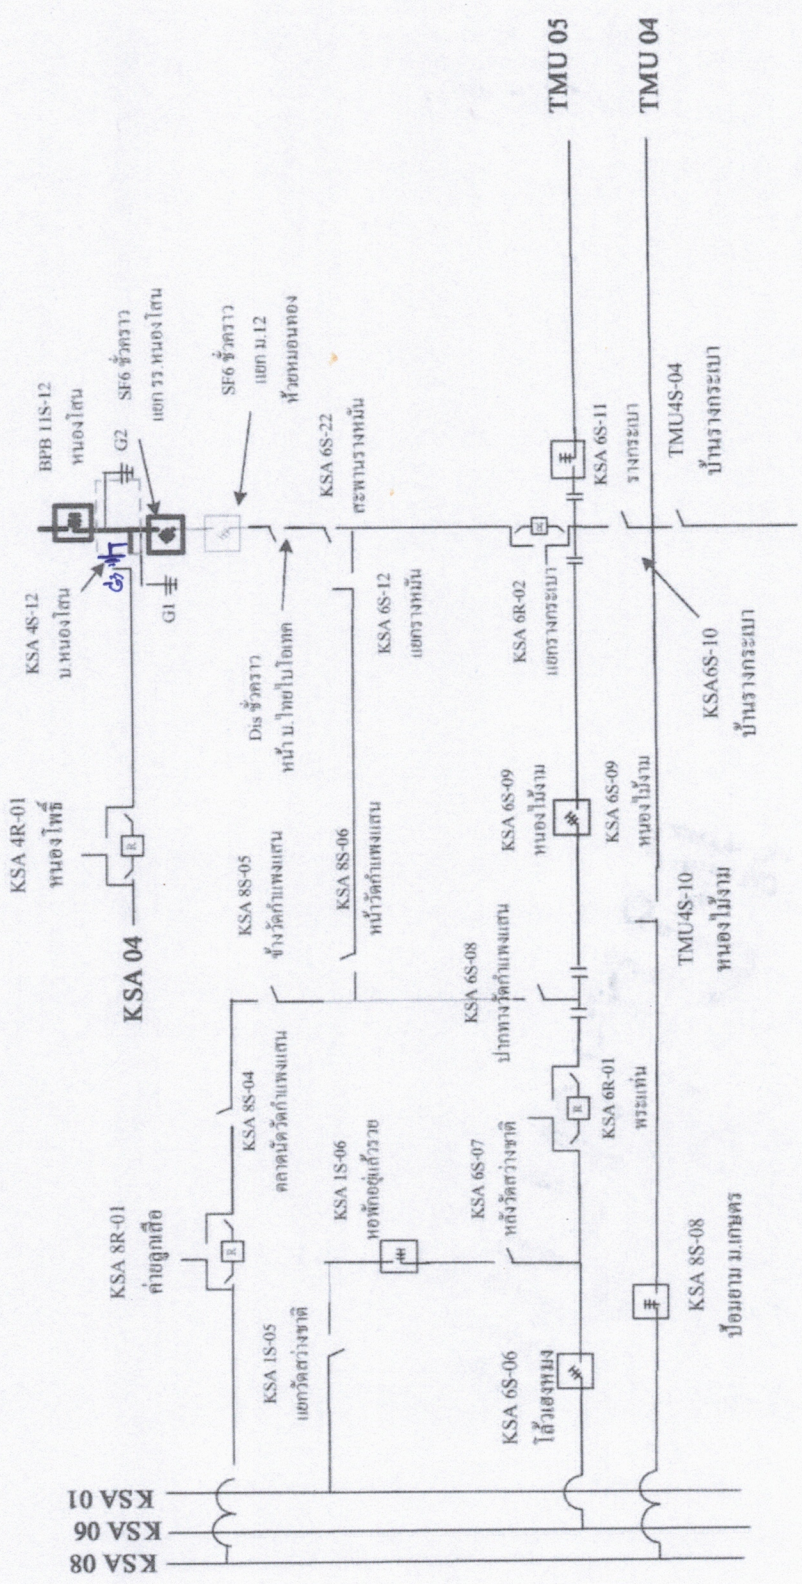 KSA 08
KSA 06
KSA 01
KSA 8R-01
ค่ายลูกเสือ
KSA 8S-04
ตลาดนัดวัดกำแพงแสน
KSA 8S-05
ข้างวัดกำแพงแสน
KSA 8S-06
หน้าวัดกำแพงแสน
KSA 1S-05
แยกวัดสว่างชาติ
KSA 1S-06
หอพักอยู่แล้วรวย
KSA 6S-07
หลังวัดสว่างชาติ
KSA 6S-08
ปากทางวัดกำแพงแสน
KSA 6S-06
โล้วเฮงหมง
KSA 6R-01
พระแท่น
KSA 8S-08
ป้อมยาม ม.เกษตร
KSA 04
KSA 4R-01
หนองโพธิ์
KSA 4S-12
บ.หนองโสน
G3
G1
G2
BPB 11S-12
หนองโสน
SF6 ชั่วคราว
แยก รร.หนองโสน
SF6 ชั่วคราว
แยก ม.12
ห้วยหมอนทอง
Dis ชั่วคราว
หน้า บ.ไทยไบโอเทค
KSA 6S-22
สะพานรางหมัน
KSA 6S-12
แยกรางหมัน
KSA 6R-02
แยกรางกระเบา
KSA 6S-09
หนองไม้งาม
KSA 6S-09
หนองไม้งาม
TMU4S-10
หนองไม้งาม
KSA6S-10
บ้านรางกระเบา
KSA 6S-11
รางกระเบา
TMU4S-04
บ้านรางกระเบา
TMU 05
TMU 04
R
R
R
R